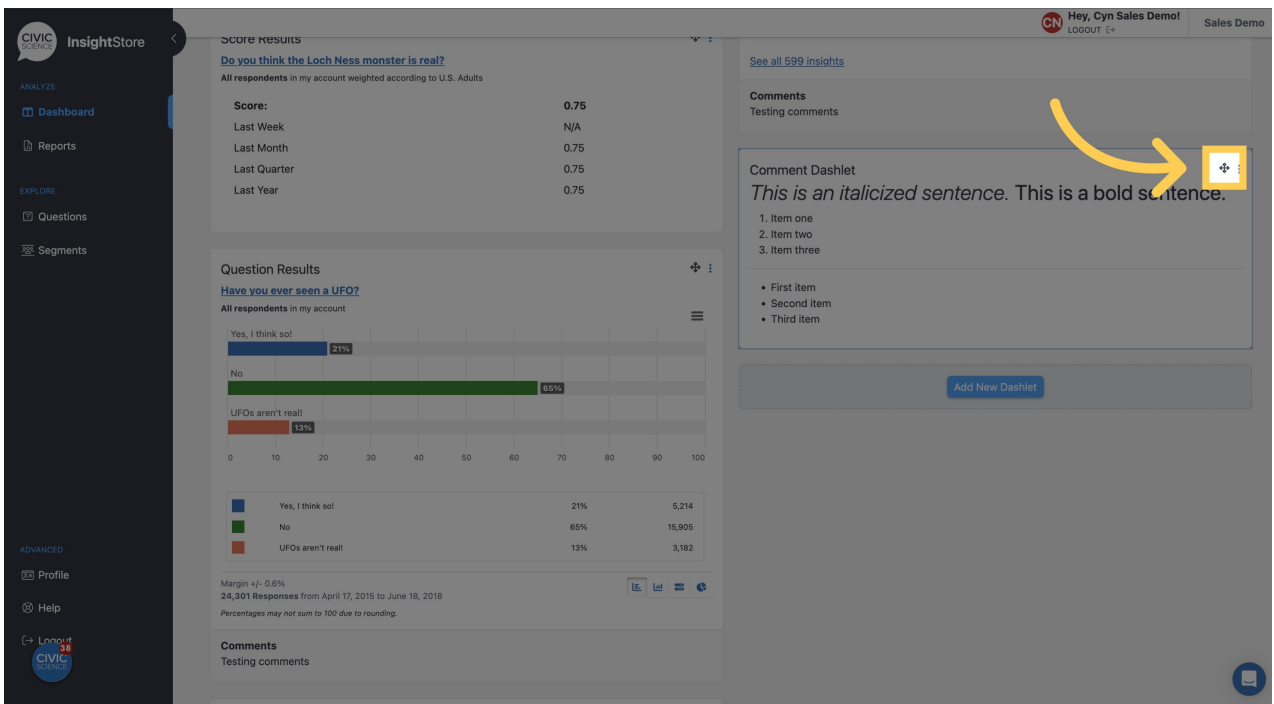 CIVIC
SCIENCE
InsightStore
ANALYZE
Dashboard
Reports
EXPLORE
Questions
Segments
ADVANCED
Profile
Help
Logout
38
CIVIC
SCIENCE
CN
Hey, Cyn Sales Demo!
LOGOUT
Sales Demo
Score Results
Do you think the Loch Ness monster is real?
All respondents in my account weighted according to U.S. Adults
Score: 0.75
Last Week N/A
Last Month 0.75
Last Quarter 0.75
Last Year 0.75
Question Results
Have you ever seen a UFO?
All respondents in my account
Yes, I think so!
21%
No
65%
UFOs aren't real!
13%
0 10 20 30 40 50 60 70 80 90 100
Yes, I think so! 21% 5,214
No 65% 15,905
UFOs aren't real! 13% 3,182
Margin +/- 0.6%
24,301 Responses from April 17, 2015 to June 18, 2018
Percentages may not sum to 100 due to rounding.
Comments
Testing comments
See all 599 insights
Comments
Testing comments
Comment Dashlet
This is an italicized sentence. This is a bold sentence.
1. Item one
2. Item two
3. Item three
• First item
• Second item
• Third item
Add New Dashlet